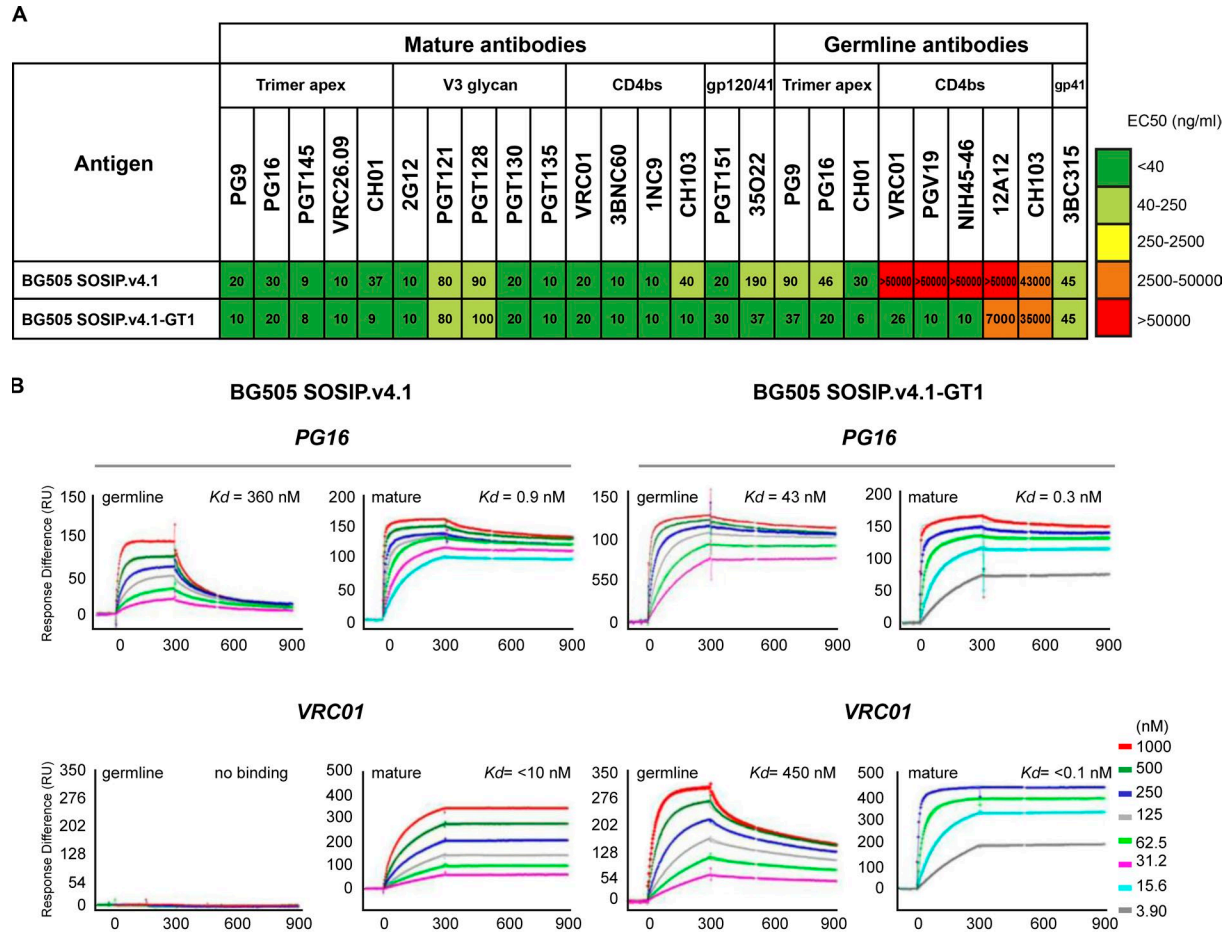 A
Mature antibodies Germline antibodies
Antigen Trimer apex V3 glycan CD4bs gp120/41 Trimer apex CD4bs gp41
PG9 PG16 PGT145 VRC26.09 CH01 2G12 PGT121 PGT128 PGT130 PGT135 VRC01 3BNC60 1NC9 CH103 PGT151 35O22 PG9 PG16 CH01 VRC01 PGV19 NIH45-46 12A12 CH103 3BC315
BG505 SOSIP.v4.1 20 30 9 10 37 10 80 90 20 10 20 10 10 40 20 190 90 46 30 >50000 >50000 >50000 >50000 43000 45
BG505 SOSIP.v4.1-GT1 10 20 8 10 9 10 80 100 20 10 20 10 10 10 30 37 37 20 6 26 10 10 7000 35000 45
EC50 (ng/ml)
<40
40-250
250-2500
2500-50000
>50000
B
BG505 SOSIP.v4.1 BG505 SOSIP.v4.1-GT1
PG16 PG16
Response Difference (RU)
150
150
50
0
germline Kd = 360 nM
0 300 600 900
200
150
100
50
0
mature Kd = 0.9 nM
0 300 600 900
150
100
550
0
germline Kd = 43 nM
0 300 600 900
200
150
100
50
0
mature Kd = 0.3 nM
0 300 600 900
VRC01 VRC01
Response Difference (RU)
350
276
202
128
54
0
germline no binding
0 300 600 900
500
400
300
200
100
0
mature Kd= <10 nM
0 300 600 900
350
276
202
128
54
0
germline Kd= 450 nM
0 300 600 900
500
400
300
200
100
0
mature Kd= <0.1 nM
0 300 600 900
(nM)
1000
500
250
125
62.5
31.2
15.6
3.90